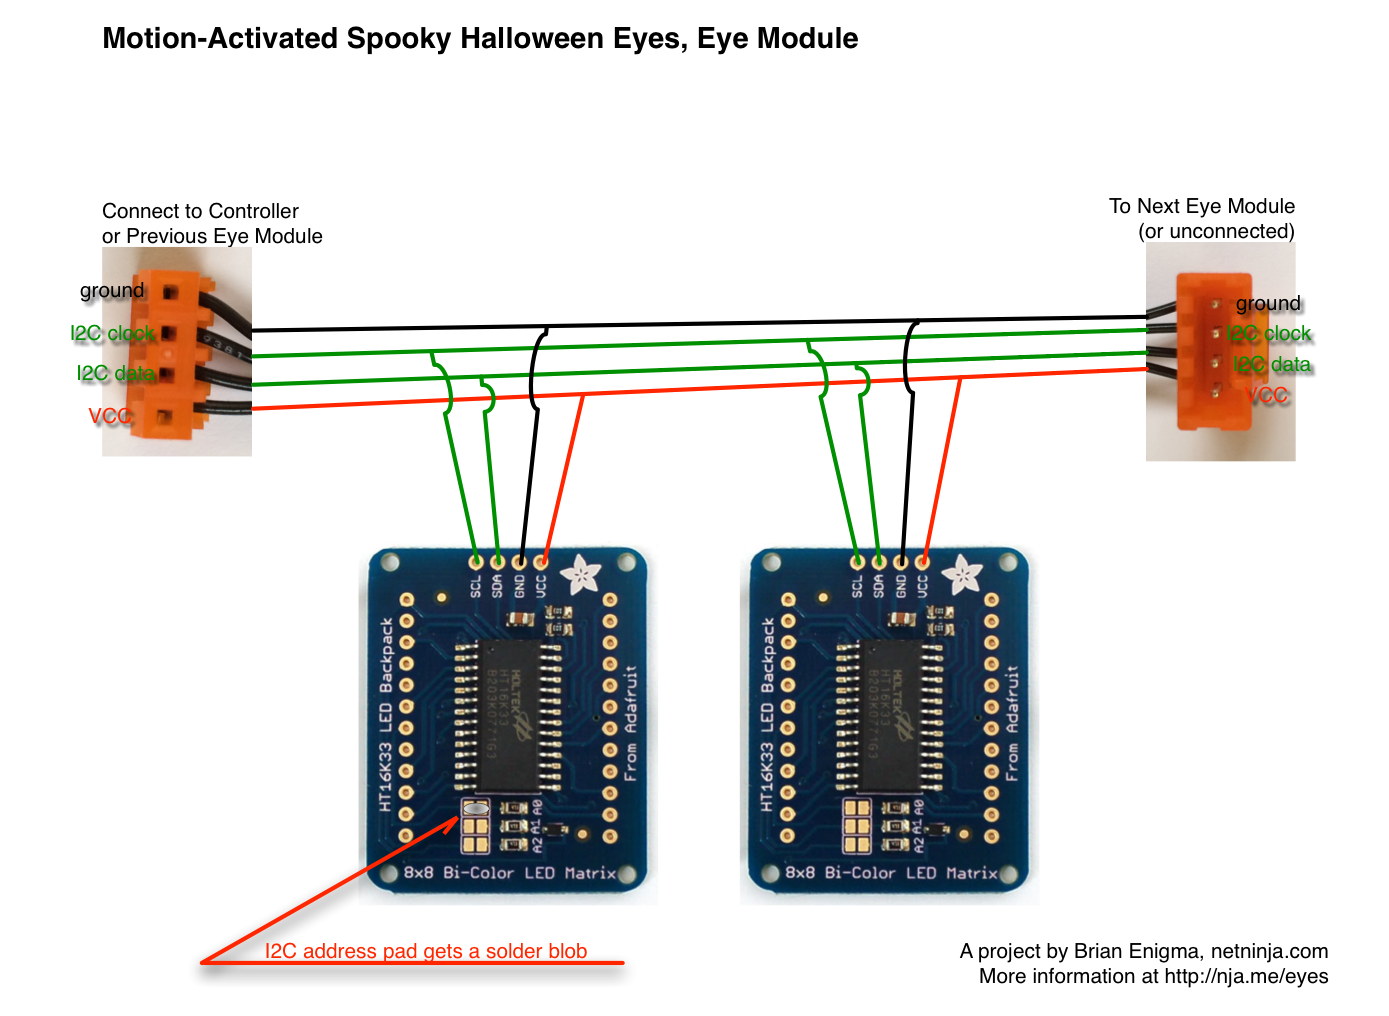 Motion-Activated Spooky Halloween Eyes, Eye Module
Connect to Controller
or Previous Eye Module
To Next Eye Module
(or unconnected)
ground
I2C clock
I2C data
VCC
ground
I2C clock
I2C data
VCC
0381
SCL
SDA
GND
VCC
HT16K33 LED Backpack
HOLTEK
HT16K33
From Adafruit
A0
A1
A2
8x8 Bi-Color LED Matrix
SCL
SDA
GND
VCC
HT16K33 LED Backpack
HOLTEK
HT16K33
From Adafruit
A0
A1
A2
8x8 Bi-Color LED Matrix
I2C address pad gets a solder blob
A project by Brian Enigma, netninja.com
More information at http://nja.me/eyes